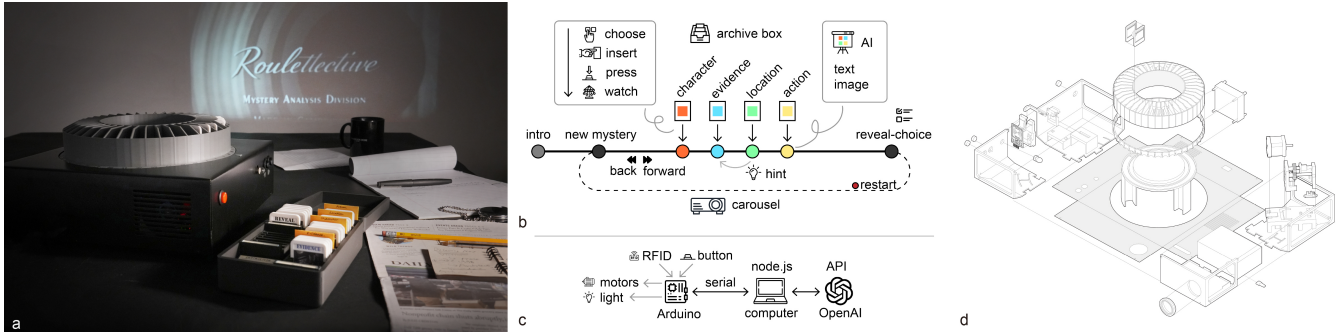 Roulettective
MYSTERY ANALYSIS DIVISION
REVEAL
EVIDENCE
DAH
a
choose
insert
press
watch
archive box
AI
text
image
character
evidence
location
action
intro
new mystery
reveal-choice
back
forward
hint
restart
carousel
b
RFID
button
motors
light
Arduino
serial
node.js
computer
API
OpenAI
c
d